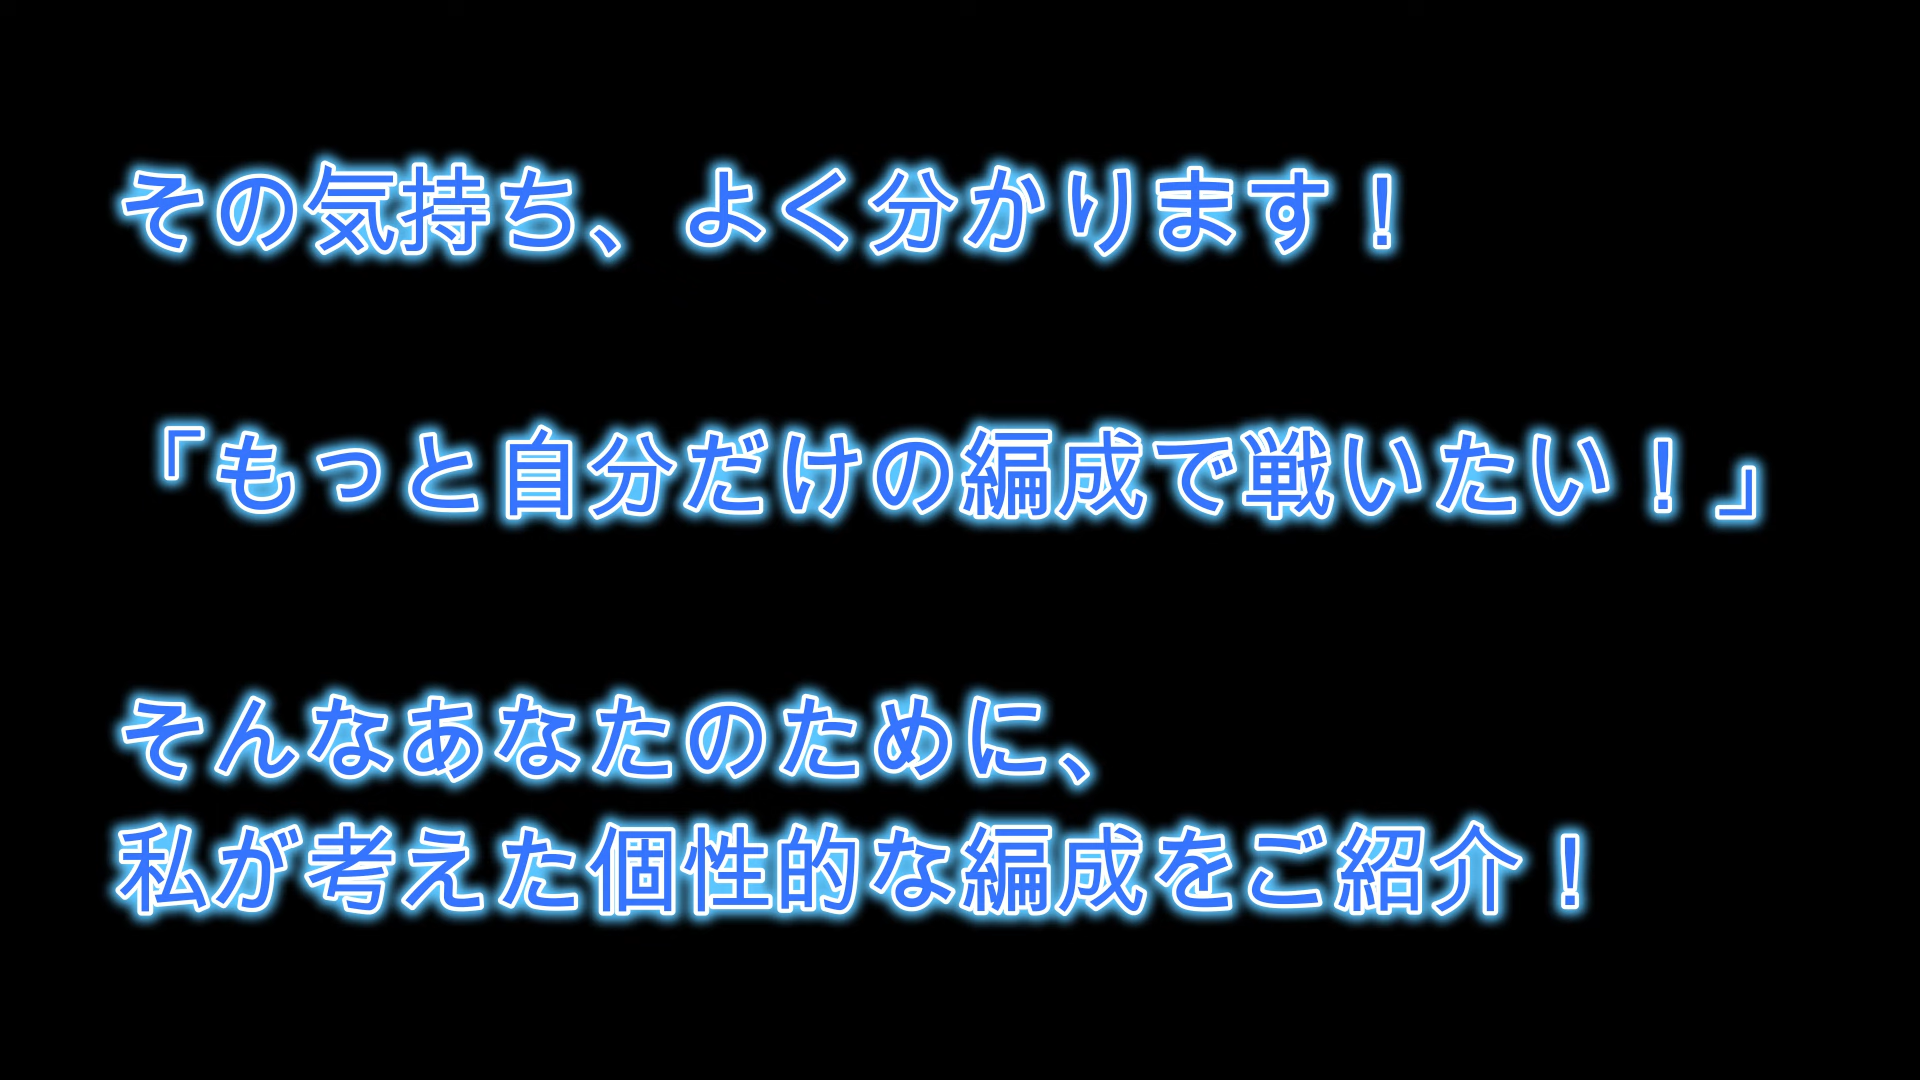 その気持ち、よく分かります！
「もっと自分だけの編成で戦いたい！」
そんなあなたのために、
私が考えた個性的な編成をご紹介！